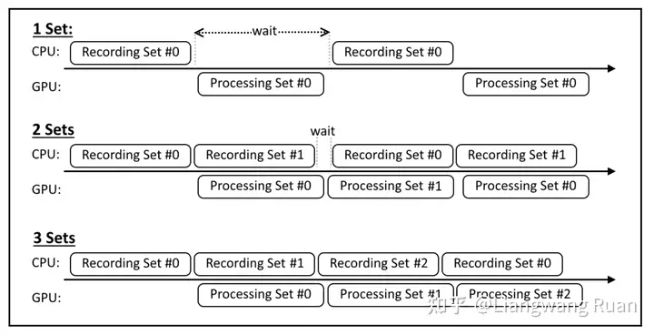 1 Set:
wait
CPU: Recording Set #0 Recording Set #0
GPU: Processing Set #0 Processing Set #0
2 Sets
wait
CPU: Recording Set #0 Recording Set #1 Recording Set #0 Recording Set #1
GPU: Processing Set #0 Processing Set #1 Processing Set #0
3 Sets
CPU: Recording Set #0 Recording Set #1 Recording Set #2 Recording Set #0
GPU: Processing Set #0 Processing Set #1 Processing Set #2
知乎 @Liangwang Ruan